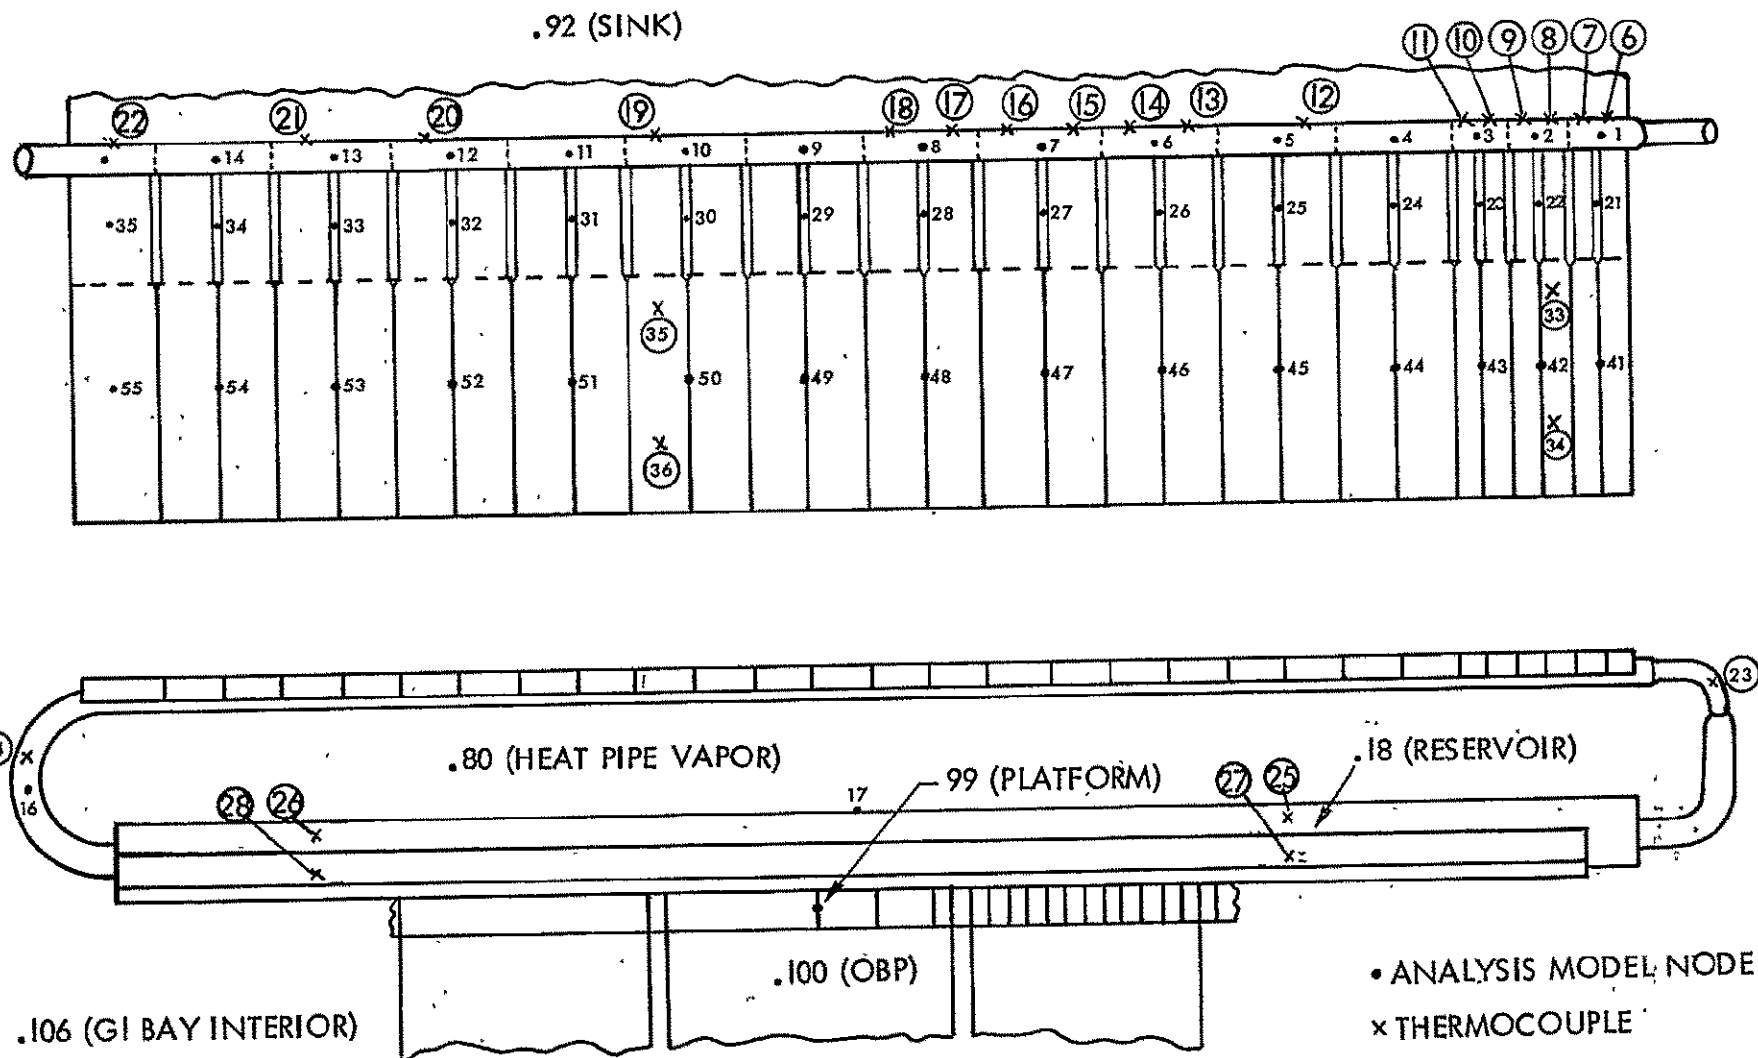 .92 (SINK)
11 10 9 8 7 6
22 21 20 19 18 17 16 15 14 13 12
14 13 12 11 10 9 8 7 6 5 4 3 2 1
35 34 33 32 31 30 29 28 27 26 25 24 23 22 21
35 33
55 54 53 52 51 50 49 48 47 46 45 44 43 42 41
36 34
23
.80 (HEAT PIPE VAPOR)
.18 (RESERVOIR)
99 (PLATFORM)
16
28 26 17 27 25
.100 (OBP)
• ANALYSIS MODEL NODE
.106 (GI BAY INTERIOR)
× THERMOCOUPLE